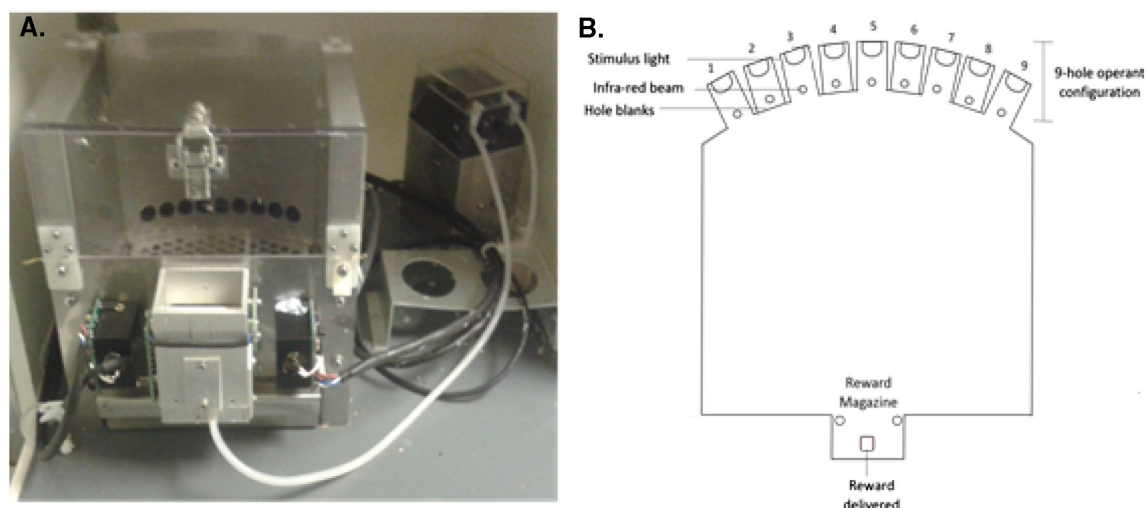 A.
B.
1
2
3
4
5
6
7
8
9
Stimulus light
Infra-red beam
Hole blanks
9-hole operant
configuration
Reward
Magazine
Reward
delivered